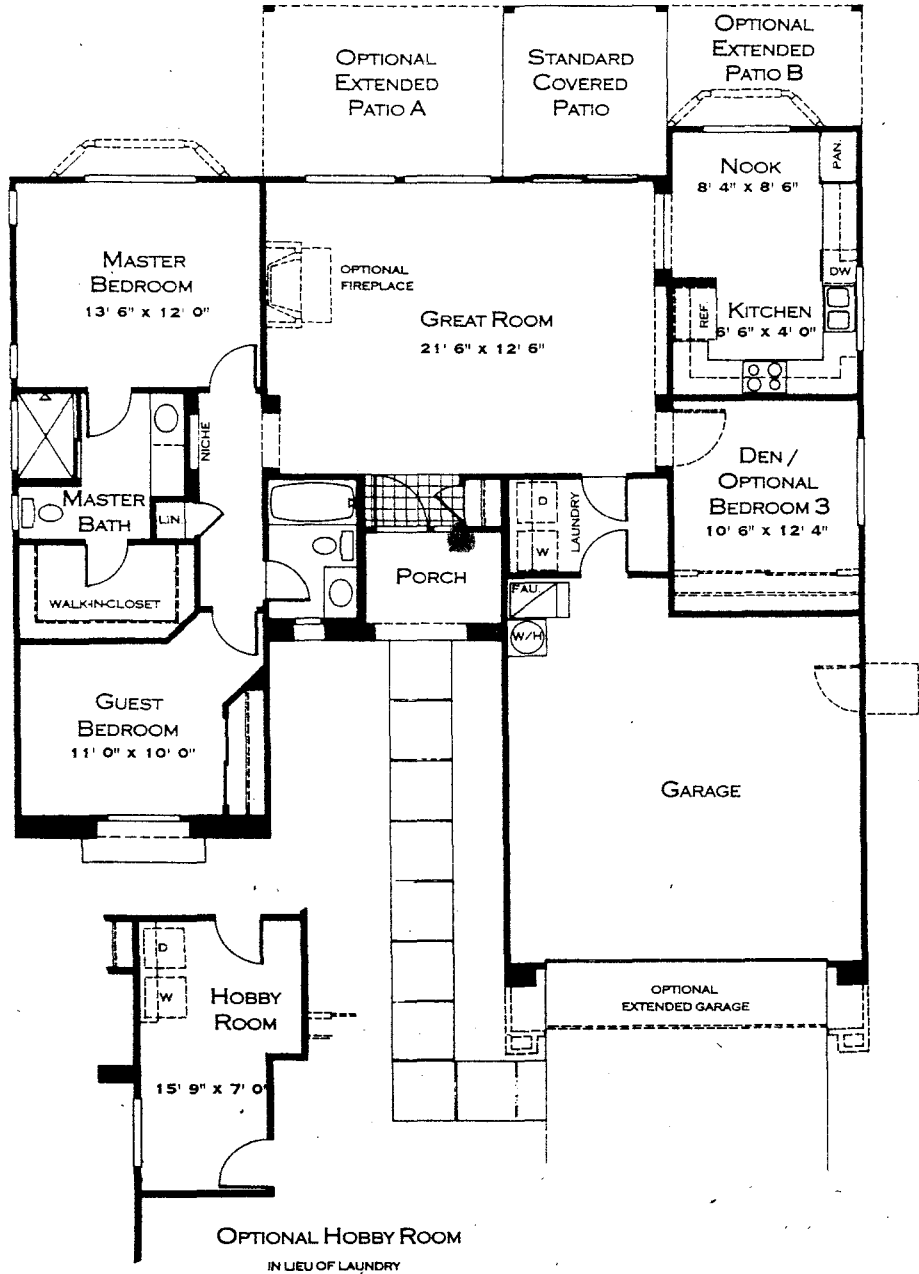 OPTIONAL
EXTENDED
PATIO A
STANDARD
COVERED
PATIO
OPTIONAL
EXTENDED
PATIO B
NOOK
8' 4" X 8' 6"
PAN.
DW
MASTER
BEDROOM
13' 6" X 12' 0"
OPTIONAL
FIREPLACE
GREAT ROOM
21' 6" X 12' 6"
REF.
KITCHEN
6' 6" X 4' 0"
NICHE
MASTER
BATH
LIN
WALK-IN-CLOSET
PORCH
D
W
LAUNDRY
DEN /
OPTIONAL
BEDROOM 3
10' 6" X 12' 4"
FAU
W/H
GUEST
BEDROOM
11' 0" X 10' 0"
GARAGE
OPTIONAL
EXTENDED GARAGE
D
W
HOBBY
ROOM
15' 9" X 7' 0"
OPTIONAL HOBBY ROOM
IN LIEU OF LAUNDRY